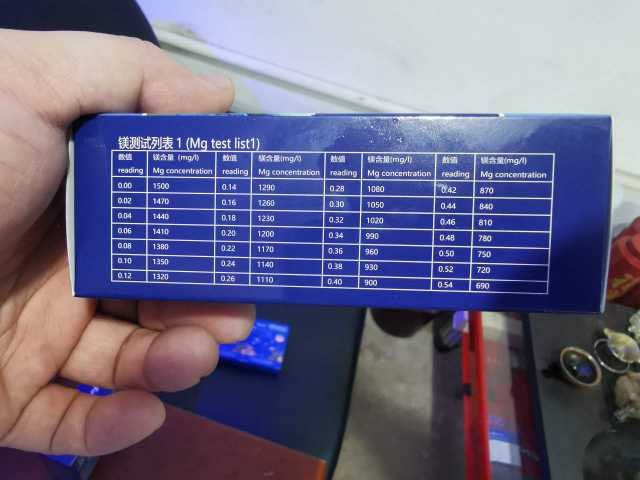 镁测试列表 1 (Mg test list1)
数值 镁含量 (mg/l) 数值 镁含量(mg/l) 数值 镁含量(mg/l) 数值 镁含量(mg/l)
reading Mg concentration reading Mg concentration reading Mg concentration reading Mg concentration
0.00 1500 0.14 1290 0.28 1080 0.42 870
0.02 1470 0.16 1260 0.30 1050 0.44 840
0.04 1440 0.18 1230 0.32 1020 0.46 810
0.06 1410 0.20 1200 0.34 990 0.48 780
0.08 1380 0.22 1170 0.36 960 0.50 750
0.10 1350 0.24 1140 0.38 930 0.52 720
0.12 1320 0.26 1110 0.40 900 0.54 690